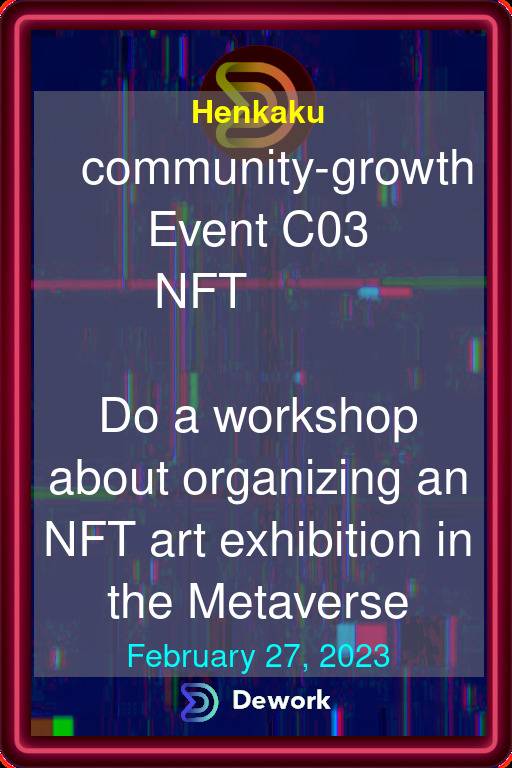 Henkaku
community-growth
Event C03
NFT
Do a workshop
about organizing an
NFT art exhibition in
the Metaverse
February 27, 2023
Dework